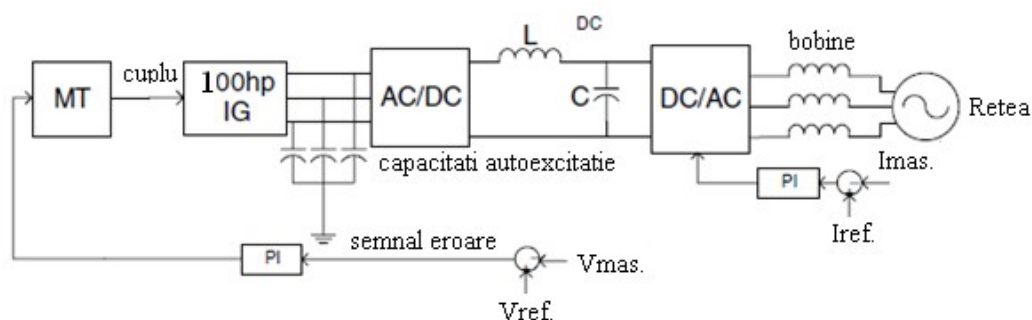 L
DC
bobine
cuplu
MT
100hp
IG
AC/DC
C
DC/AC
Retea
capacitati autoexcitatie
Imas.
PI
Iref.
semnal eroare
PI
Vmas.
Vref.